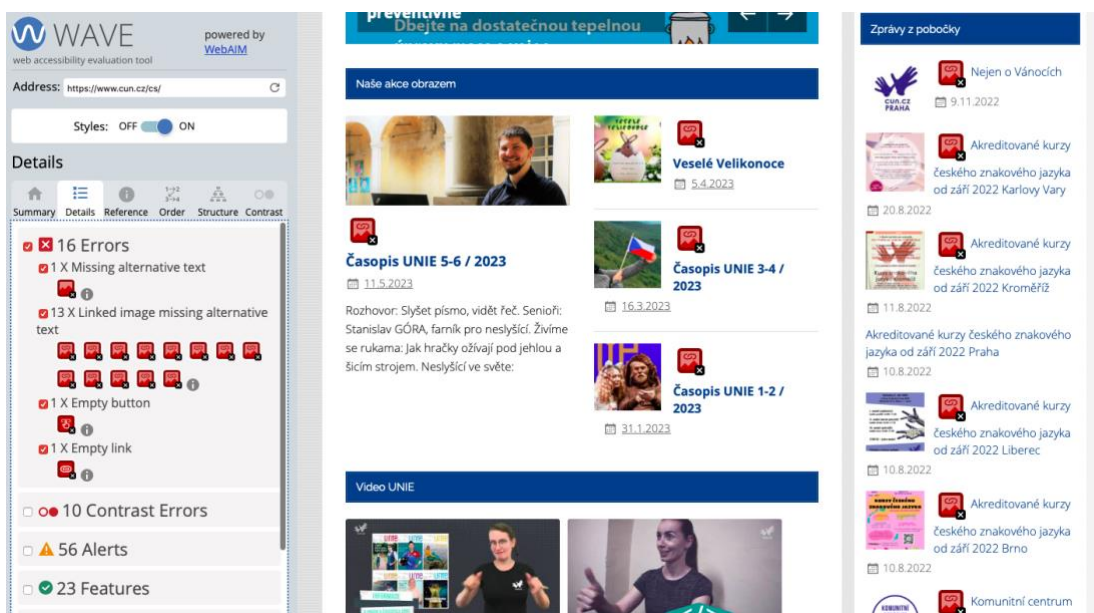 WAVE
powered by
WebAIM
web accessibility evaluation tool
Address: https://www.cun.cz/cs/
Styles: OFF ON
Details
Summary Details Reference Order Structure Contrast
16 Errors
1 X Missing alternative text
13 X Linked image missing alternative
text
1 X Empty button
1 X Empty link
10 Contrast Errors
56 Alerts
23 Features
preventivně
Dbejte na dostatečnou tepelnou
Naše akce obrazem
Časopis UNIE 5-6 / 2023
11.5.2023
Rozhovor: Slyšet písmo, vidět řeč. Senioři:
Stanislav GÓRA, farník pro neslyšící. Živíme
se rukama: Jak hračky ožívají pod jehlou a
šicím strojem. Neslyšící ve světe:
Veselé Velikonoce
5.4.2023
Časopis UNIE 3-4 /
2023
16.3.2023
Časopis UNIE 1-2 /
2023
31.1.2023
Video UNIE
Zprávy z pobočky
CUN.CZ
PRAHA
Nejen o Vánocích
9.11.2022
Akreditované kurzy
českého znakového jazyka
od září 2022 Karlovy Vary
20.8.2022
Akreditované kurzy
českého znakového jazyka
od září 2022 Kroměříž
11.8.2022
Akreditované kurzy českého znakového
jazyka od září 2022 Praha
10.8.2022
Akreditované kurzy
českého znakového jazyka
od září 2022 Liberec
10.8.2022
Akreditované kurzy
českého znakového jazyka
od září 2022 Brno
10.8.2022
KOMUNITNÍ
Komunitní centrum